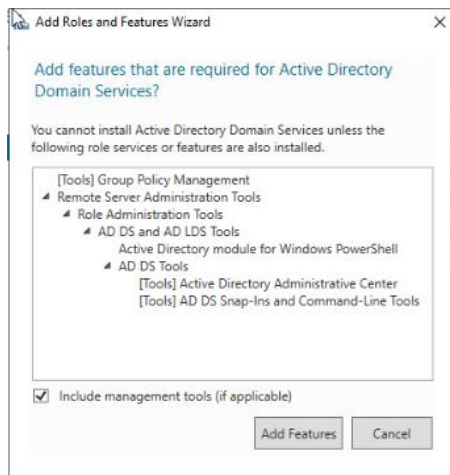 Add Roles and Features Wizard
Add features that are required for Active Directory
Domain Services?
You cannot install Active Directory Domain Services unless the
following role services or features are also installed.
[Tools] Group Policy Management
Remote Server Administration Tools
Role Administration Tools
AD DS and AD LDS Tools
Active Directory module for Windows PowerShell
AD DS Tools
[Tools] Active Directory Administrative Center
[Tools] AD DS Snap-Ins and Command-Line Tools
Include management tools (if applicable)
Add Features Cancel